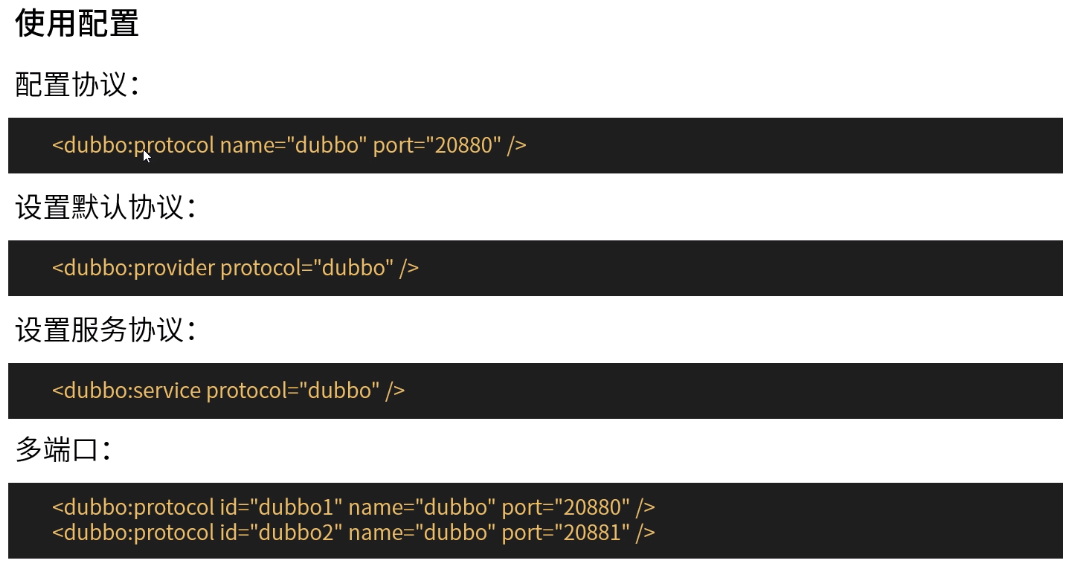 使用配置
配置协议：
<dubbo:protocol name="dubbo" port="20880" />
设置默认协议：
<dubbo:provider protocol="dubbo" />
设置服务协议：
<dubbo:service protocol="dubbo" />
多端口：
<dubbo:protocol id="dubbo1" name="dubbo" port="20880" />
<dubbo:protocol id="dubbo2" name="dubbo" port="20881" />